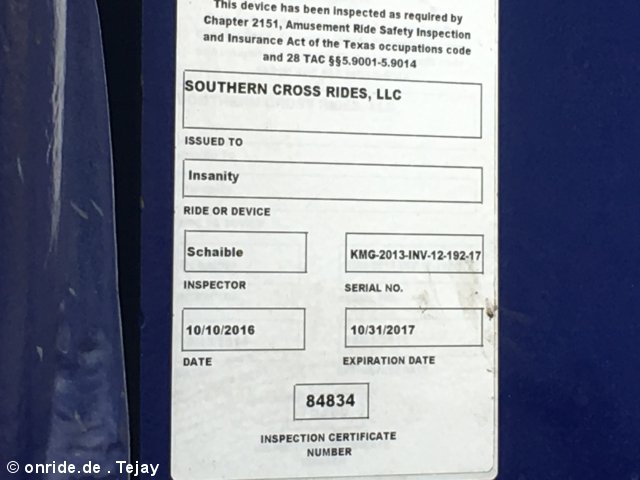 This device has been inspected as required by
Chapter 2151, Amusement Ride Safety Inspection
and Insurance Act of the Texas occupations code
and 28 TAC §§5.9001-5.9014
SOUTHERN CROSS RIDES, LLC
ISSUED TO
Insanity
RIDE OR DEVICE
Schaible KMG-2013-INV-12-192-17
INSPECTOR SERIAL NO.
10/10/2016 10/31/2017
DATE EXPIRATION DATE
84834
INSPECTION CERTIFICATE
NUMBER
© onride.de . Tejay